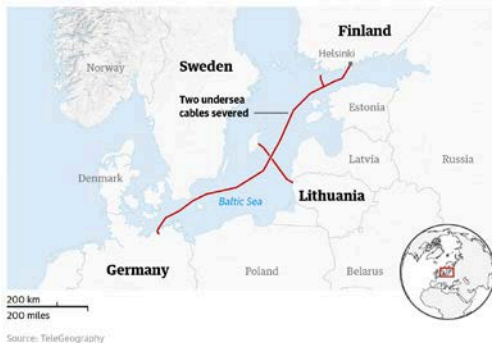 Finland
Helsinki
Norway
Sweden
Two undersea
cables severed
Estonia
Latvia
Russia
Denmark
Lithuania
Baltic Sea
Germany
Poland
Belarus
200 km
200 miles
Source: TeleGeography